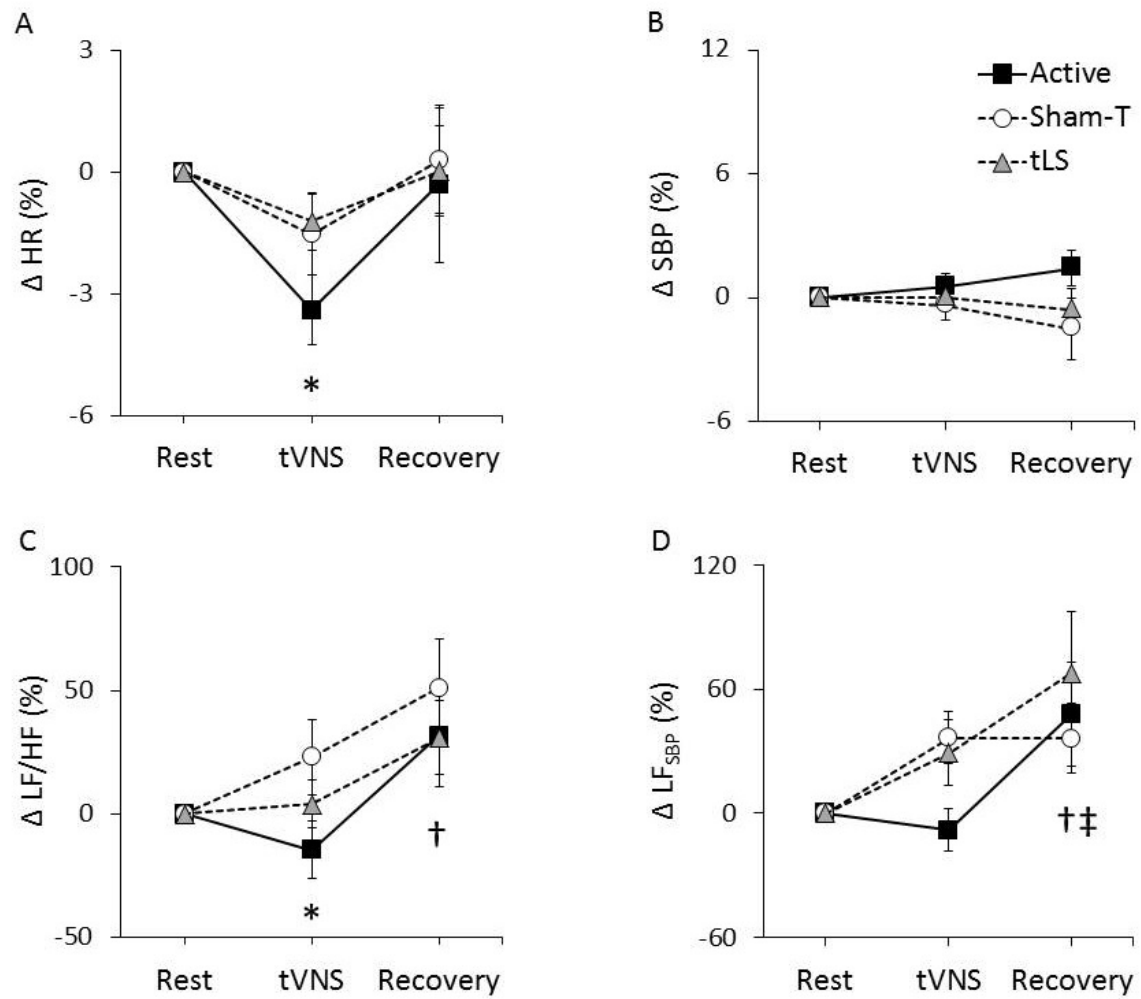 A
3
0
-3
-6
Δ HR (%)
*
Rest tVNS Recovery
B
12
6
0
-6
Δ SBP (%)
Active
Sham-T
tLS
Rest tVNS Recovery
C
100
50
0
-50
Δ LF/HF (%)
*
†
Rest tVNS Recovery
D
120
60
0
-60
Δ LFSBP (%)
†‡
Rest tVNS Recovery